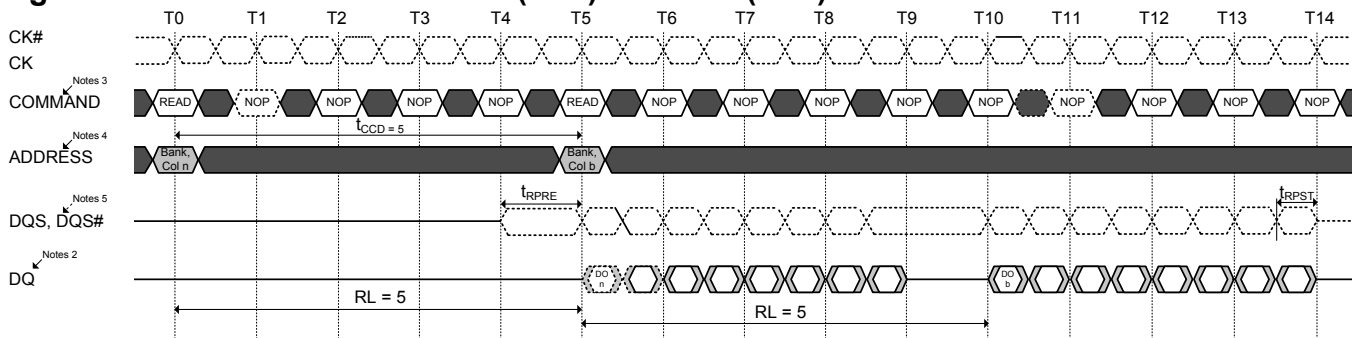 T0 T1 T2 T3 T4 T5 T6 T7 T8 T9 T10 T11 T12 T13 T14
CK#
CK
Notes 3
COMMAND READ NOP NOP NOP NOP READ NOP NOP NOP NOP NOP NOP NOP NOP NOP
tCCD = 5
Notes 4
ADDRESS Bank, Col n Bank, Col b
Notes 5
DQS, DQS# tRPRE tRPST
Notes 2
DQ DO n DO b
RL = 5
RL = 5